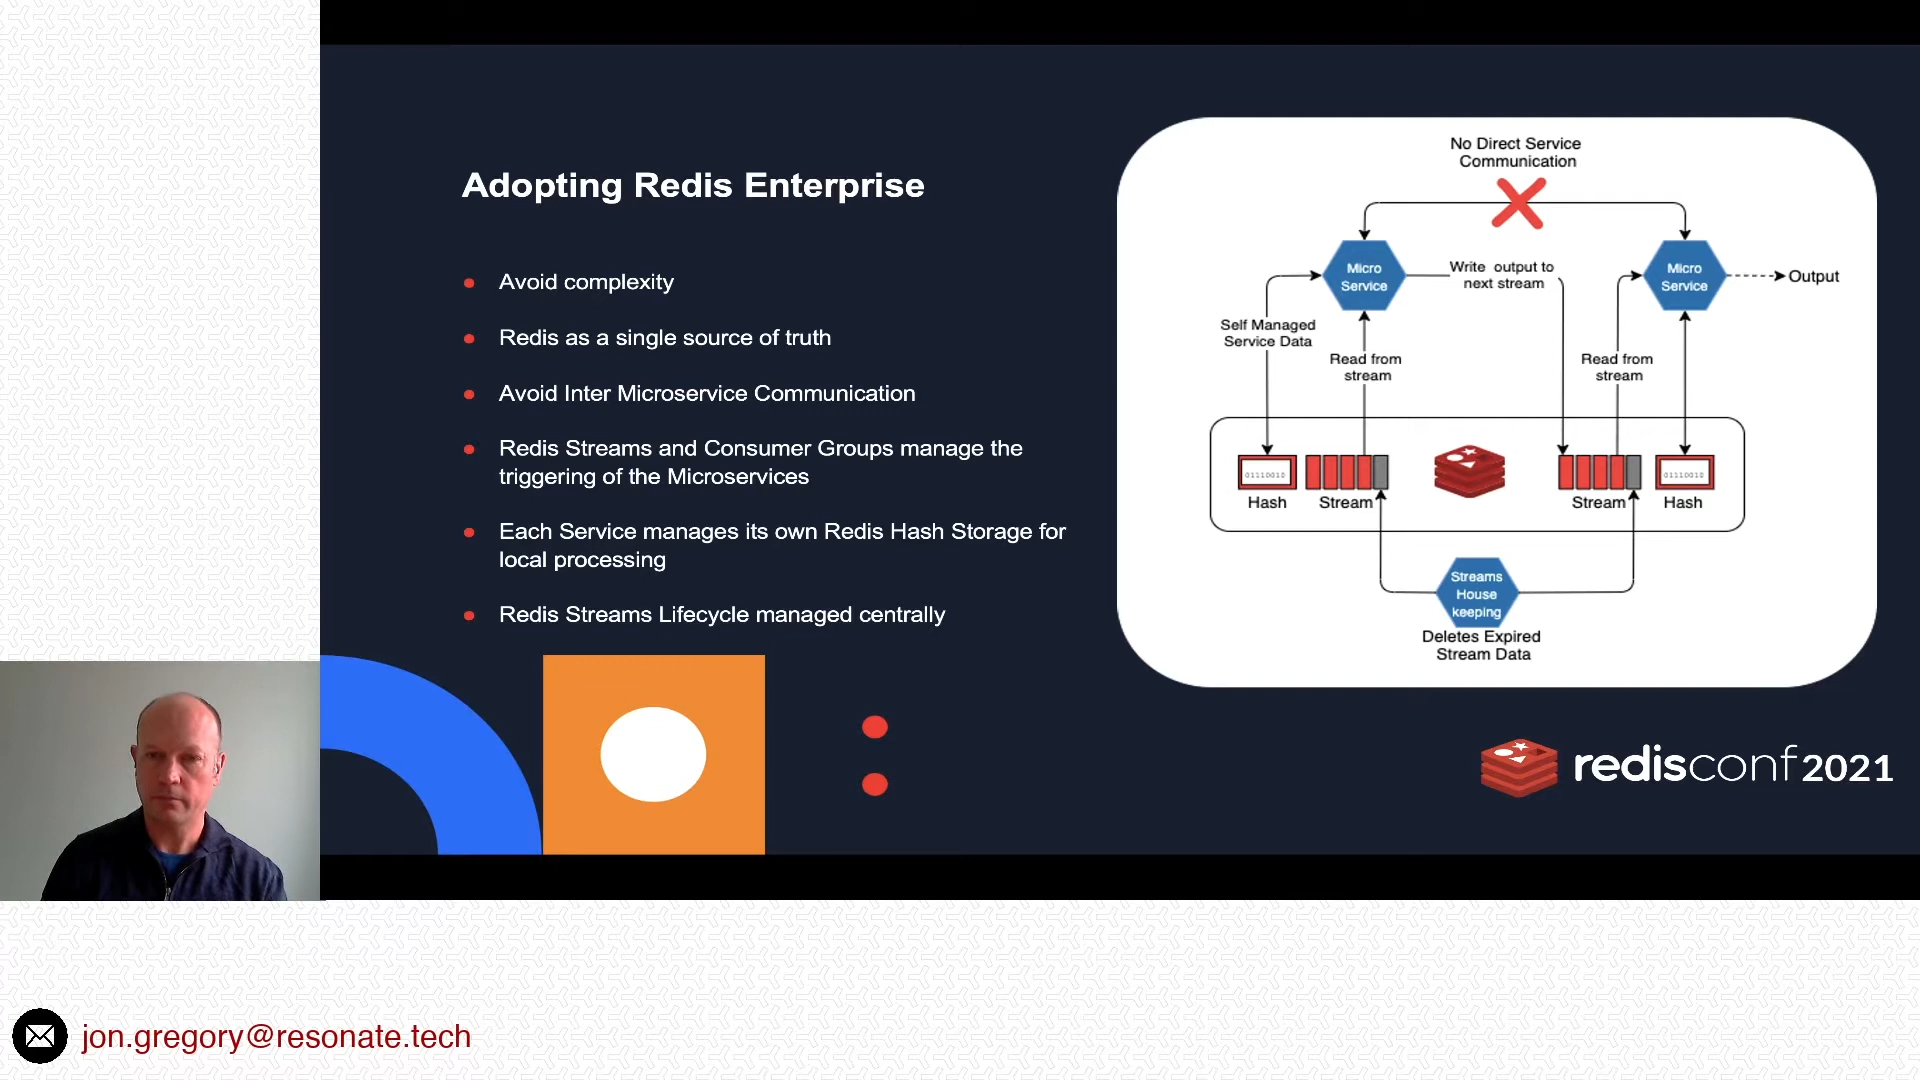 Adopting Redis Enterprise
Avoid complexity
Redis as a single source of truth
Avoid Inter Microservice Communication
Redis Streams and Consumer Groups manage the
triggering of the Microservices
Each Service manages its own Redis Hash Storage for
local processing
Redis Streams Lifecycle managed centrally
No Direct Service
Communication
Micro
Service
Write output to
next stream
Micro
Service
Output
Self Managed
Service Data
Read from
stream
Read from
stream
01110010
01110010
Hash
Stream
Stream
Hash
Streams
House
keeping
Deletes Expired
Stream Data
redisconf2021
jon.gregory@resonate.tech